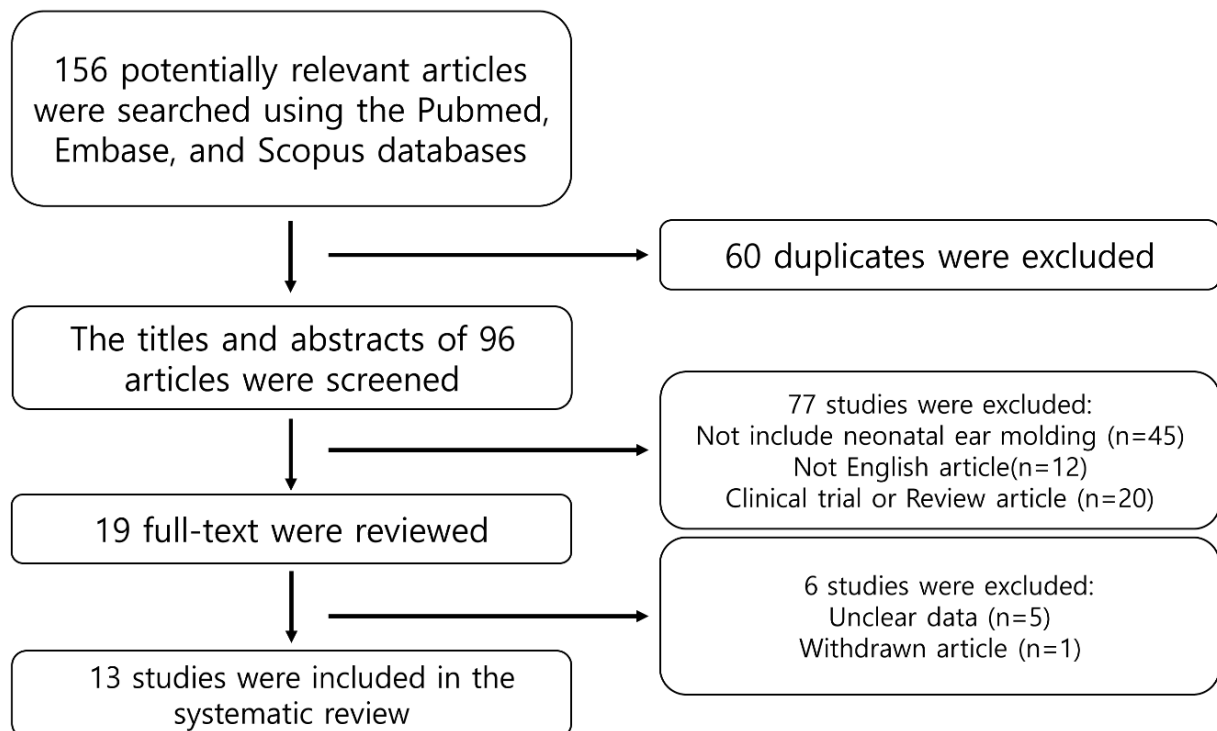 156 potentially relevant articles
were searched using the Pubmed,
Embase, and Scopus databases
60 duplicates were excluded
The titles and abstracts of 96
articles were screened
77 studies were excluded:
Not include neonatal ear molding (n=45)
Not English article(n=12)
Clinical trial or Review article (n=20)
19 full-text were reviewed
6 studies were excluded:
Unclear data (n=5)
Withdrawn article (n=1)
13 studies were included in the
systematic review